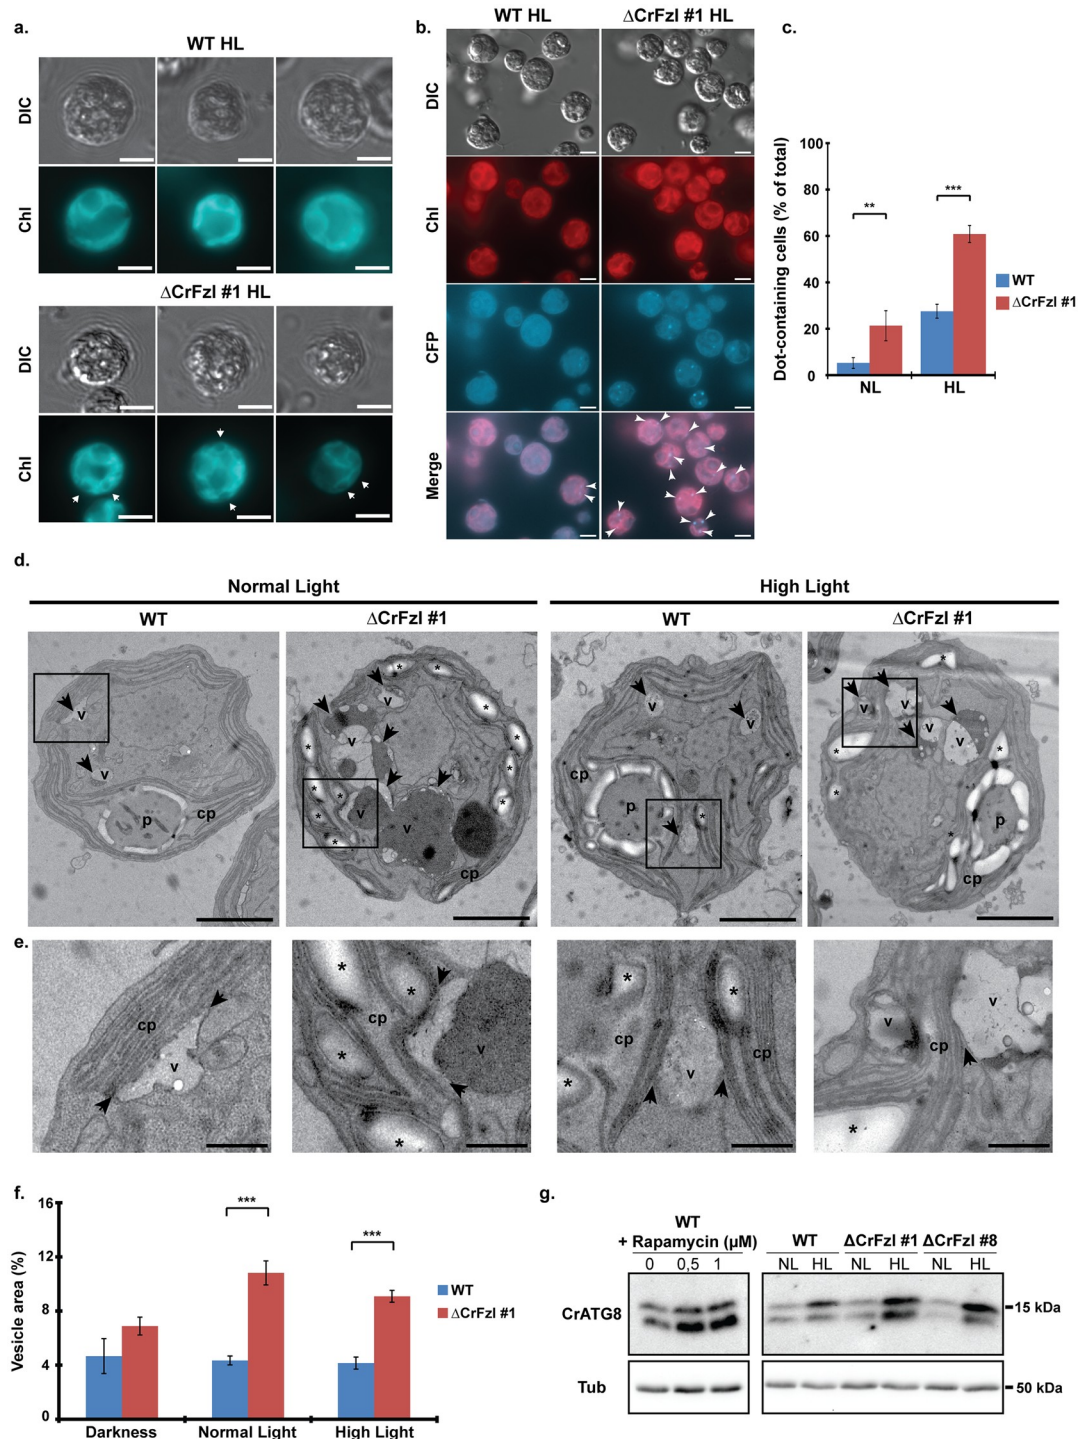 a.
WT HL
DIC
Chl
ΔCrFzl #1 HL
DIC
Chl
b.
WT HL ΔCrFzl #1 HL
DIC
Chl
CFP
Merge
c.
Dot-containing cells (% of total)
100
80
60
40
20
0
** ***
NL HL
WT
ΔCrFzl #1
d.
Normal Light High Light
WT ΔCrFzl #1 WT ΔCrFzl #1
v v p cp
v v v cp * * * * * * * * *
v v cp p *
v v v p cp * * * * *
e.
cp v
* * * * cp v
* * * cp v cp
v cp v *
f.
Vesicle area (%)
16
12
8
4
0
*** ***
Darkness Normal Light High Light
WT
ΔCrFzl #1
g.
WT
+ Rapamycin (µM) WT ΔCrFzl #1 ΔCrFzl #8
0 0,5 1 NL HL NL HL NL HL
CrATG8 15 kDa
Tub 50 kDa